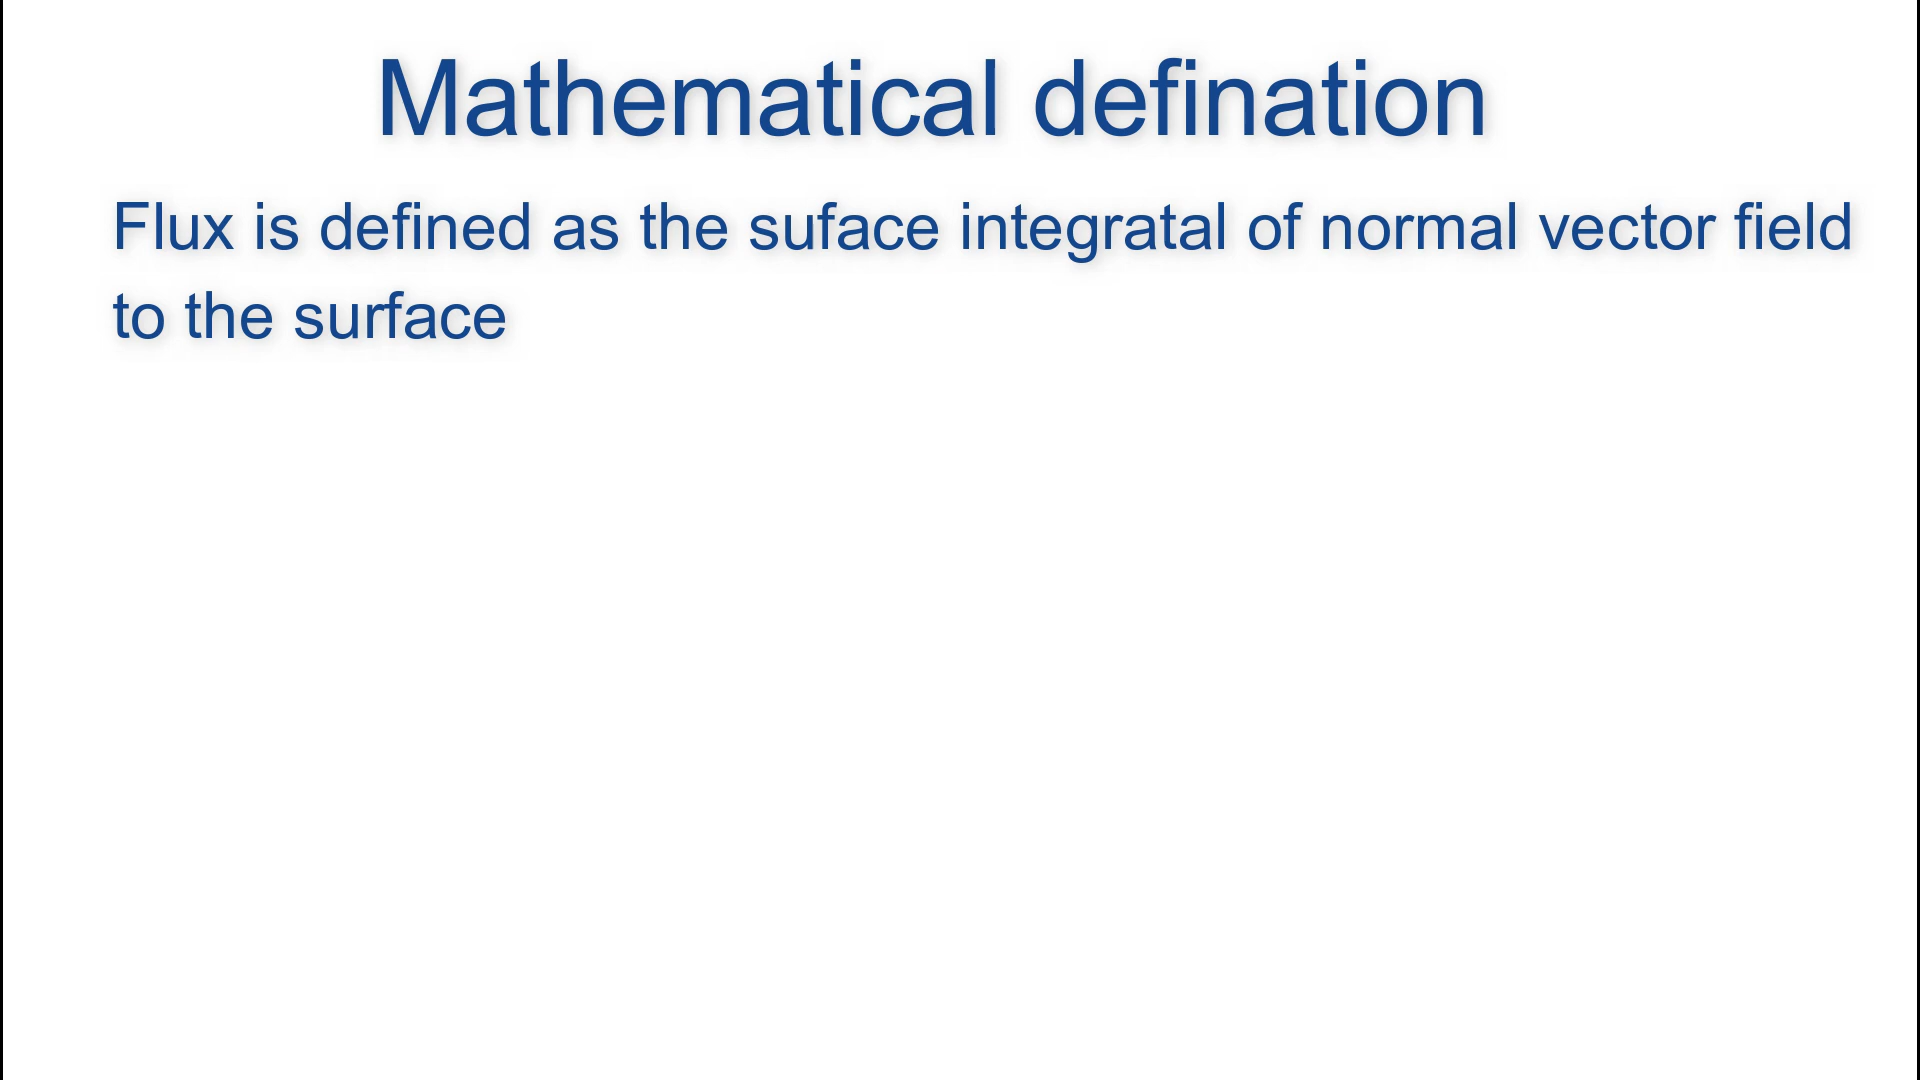 Mathematical defination
Flux is defined as the suface integratal of normal vector field
to the surface